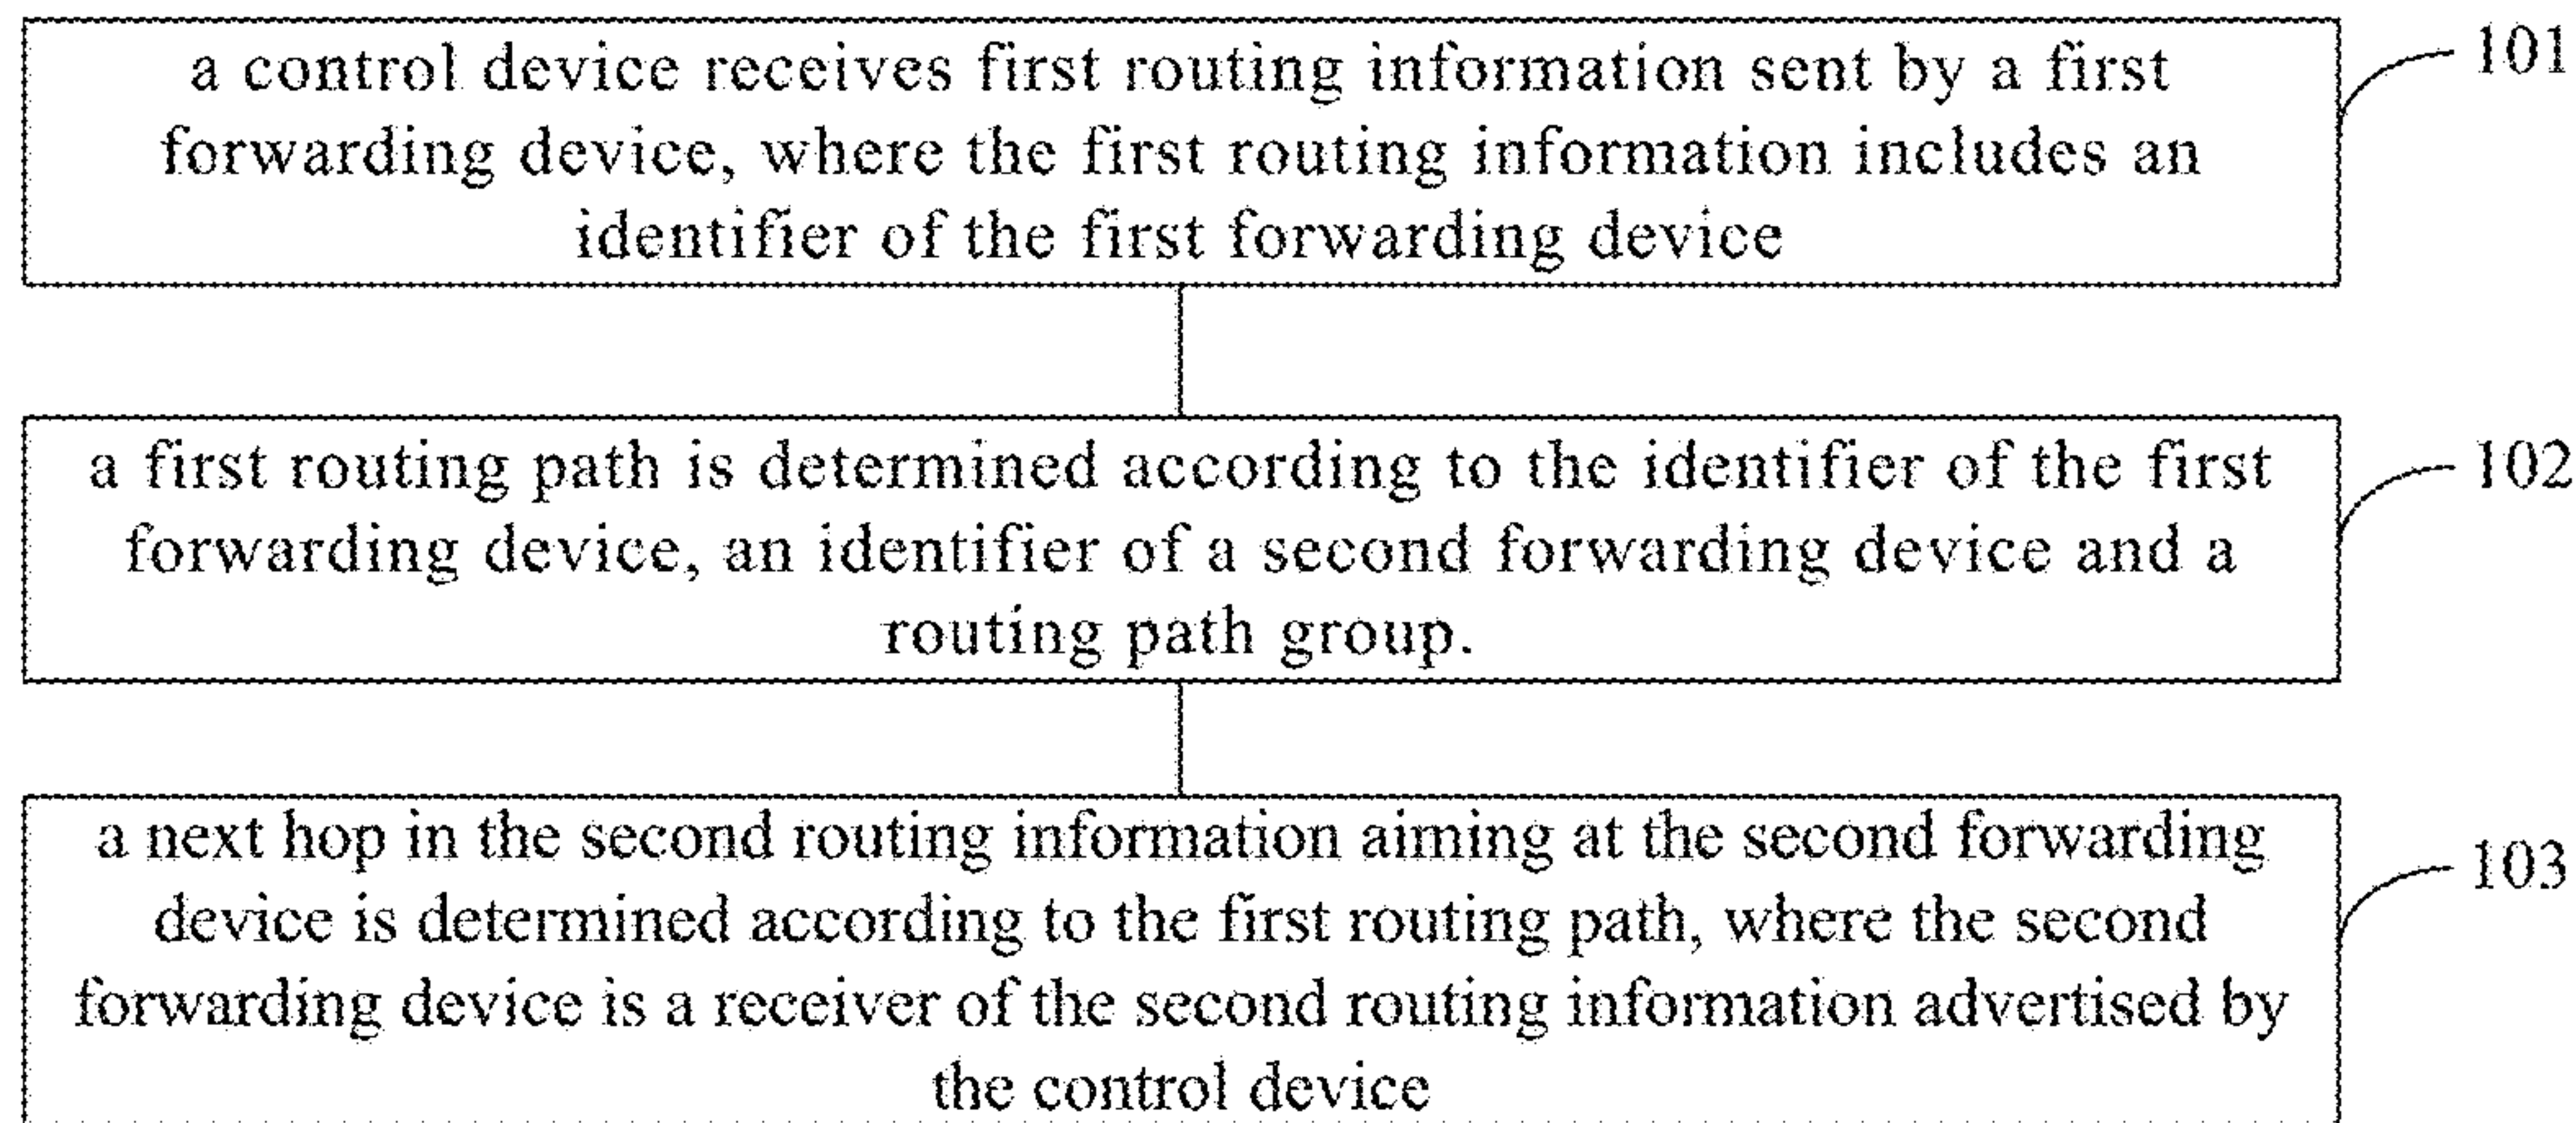 a control device receives first routing information sent by a first
forwarding device, where the first routing information includes an
identifier of the first forwarding device
101
a first routing path is determined according to the identifier of the first
forwarding device, an identifier of a second forwarding device and a
routing path group.
102
a next hop in the second routing information aiming at the second forwarding
device is determined according to the first routing path, where the second
forwarding device is a receiver of the second routing information advertised by
the control device
103